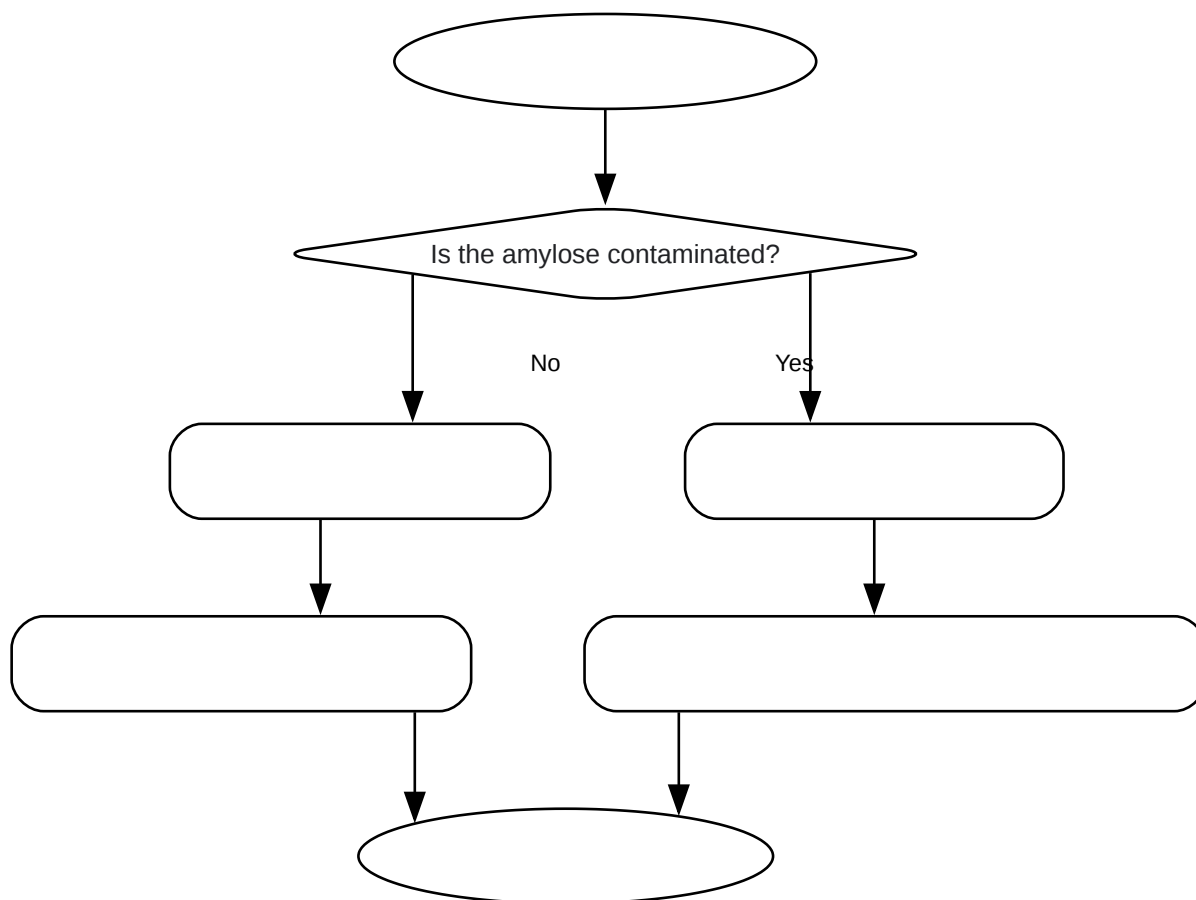 Is the amylose contaminated?
No
Yes